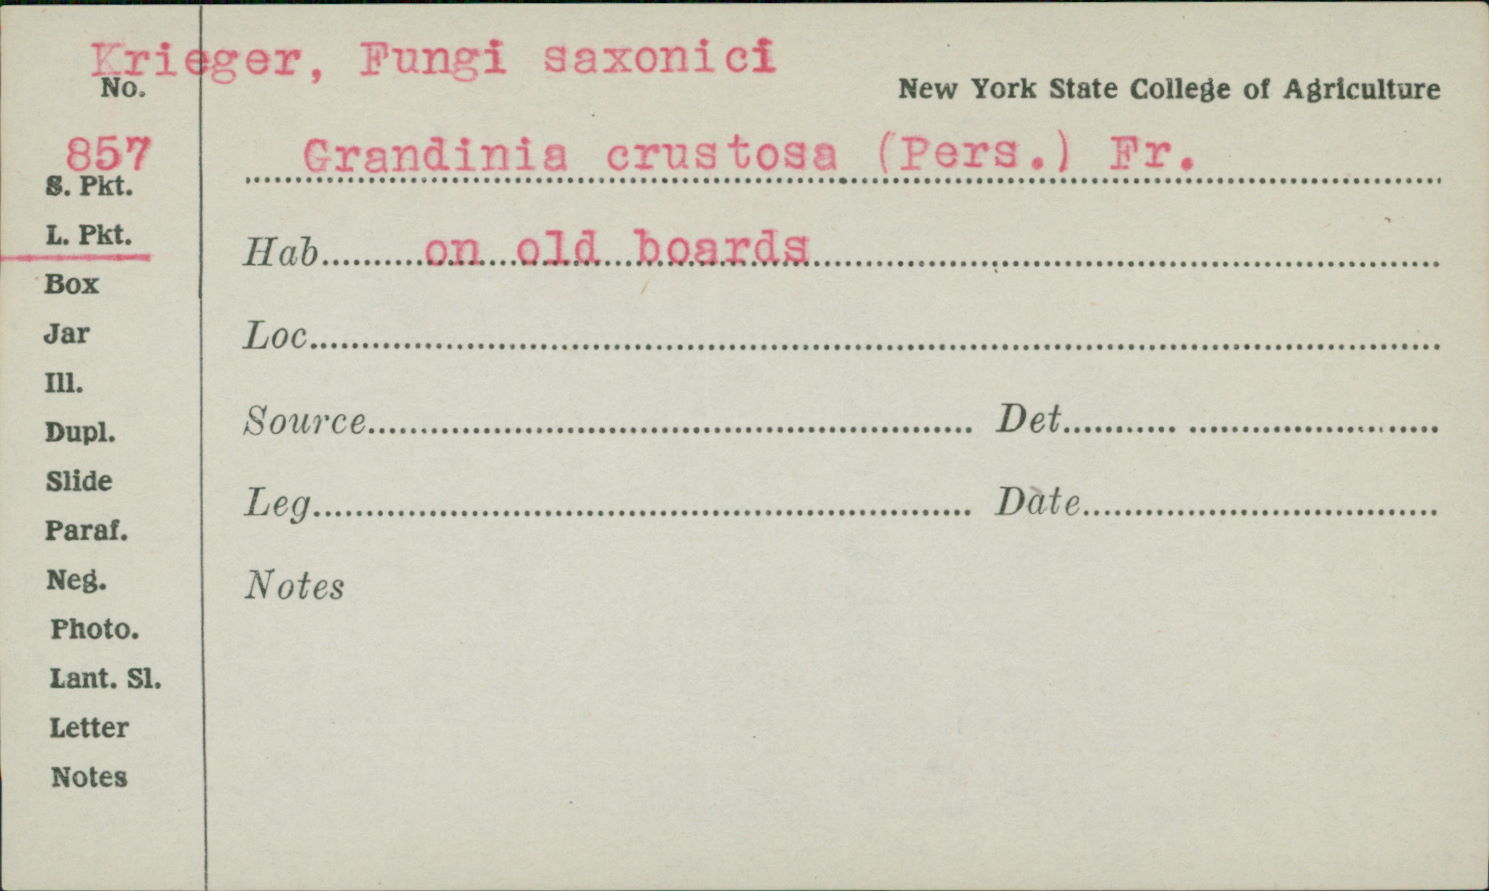 Krieger, Fungi saxonici
No.
New York State College of Agriculture
857
Grandinia crustosa (Pers.) Fr.
S. Pkt.
L. Pkt.
Hab. on old boards
Box
Jar
Loc.
Ill.
Dupl.
Source Det.
Slide
Leg. Date
Paraf.
Neg.
Notes
Photo.
Lant. Sl.
Letter
Notes